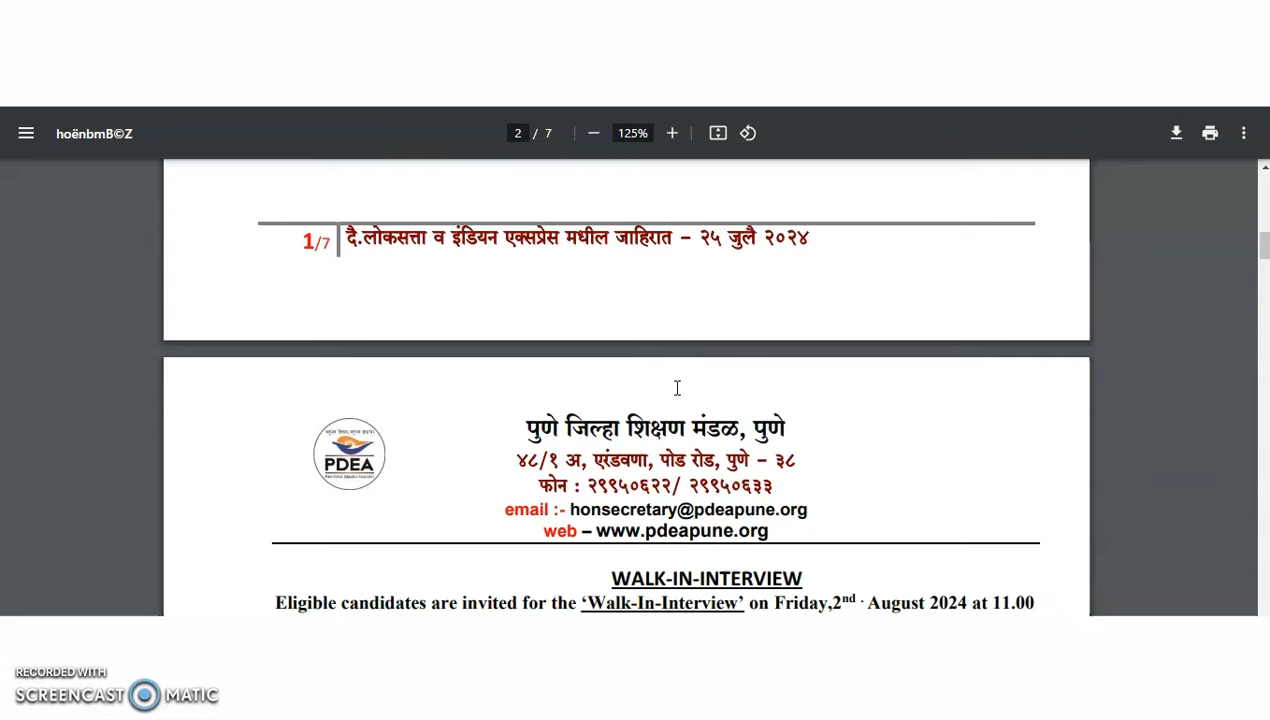 hoënbmB©Z
2 / 7
125%
1/7 दै.लोकसत्ता व इंडियन एक्सप्रेस मधील जाहिरात – २५ जुलै २०२४
PDEA
पुणे जिल्हा शिक्षण मंडळ, पुणे
४८/१ अ, एरंडवणा, पोड रोड, पुणे – ३८
फोन : २९९५०६२२/ २९९५०६३३
email :- honsecretary@pdeapune.org
web – www.pdeapune.org
WALK-IN-INTERVIEW
Eligible candidates are invited for the ‘Walk-In-Interview’ on Friday,2nd . August 2024 at 11.00
RECORDED WITH
SCREENCAST MATIC